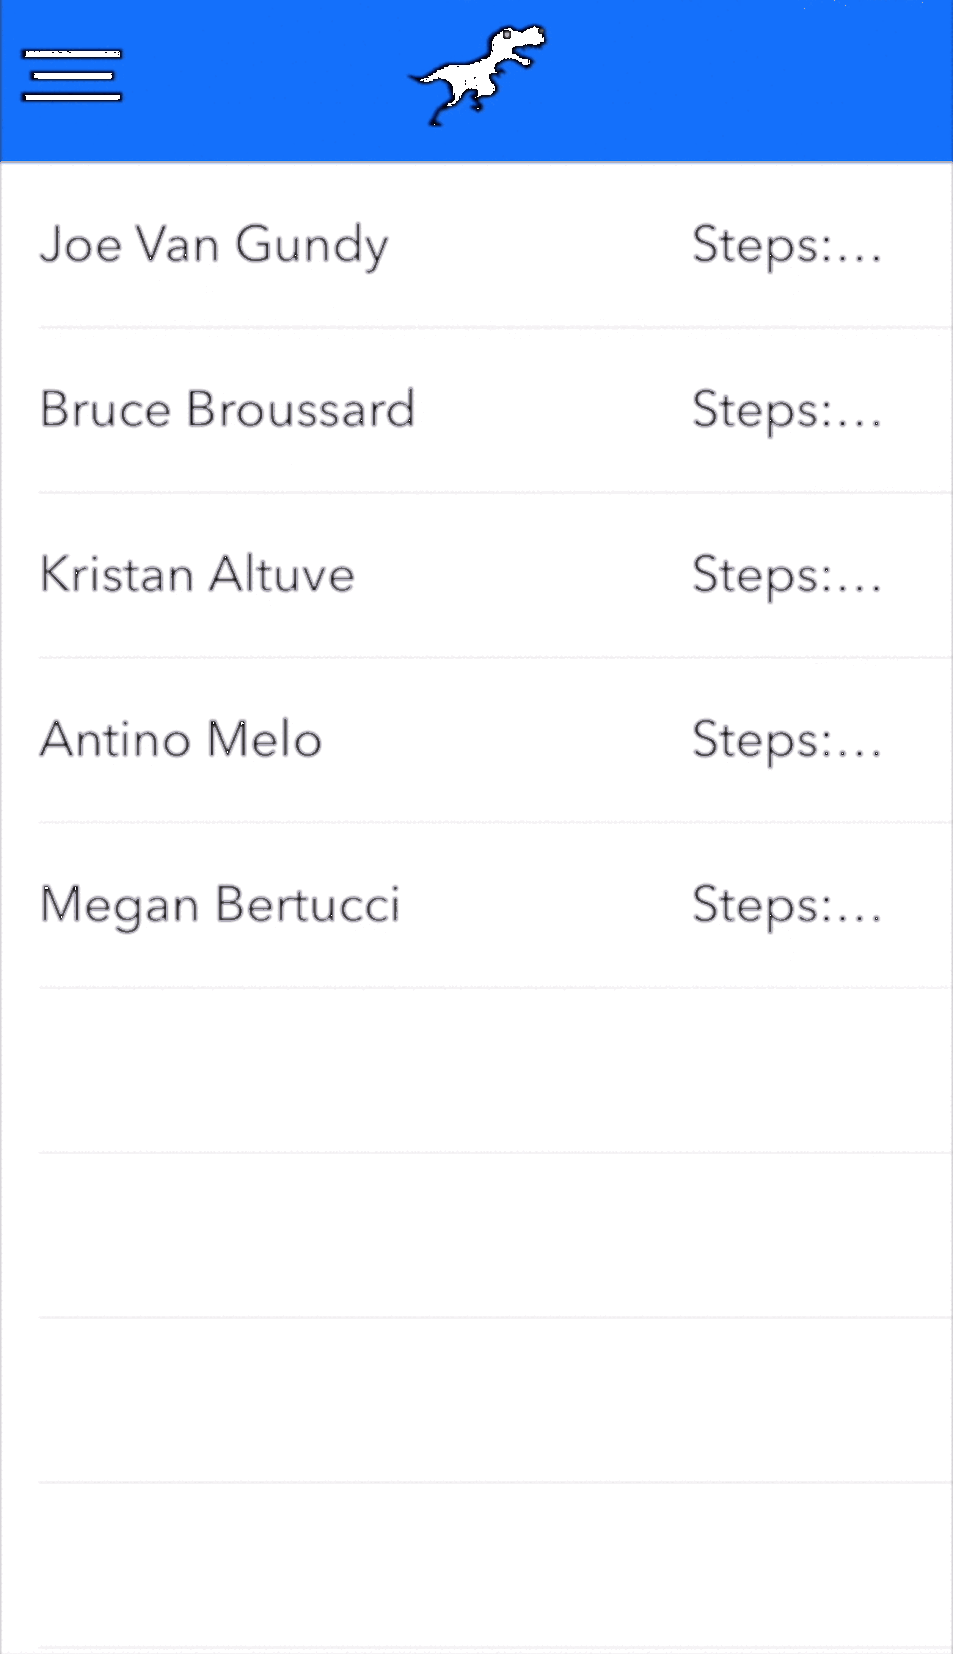 Joe Van Gundy Steps:...
Bruce Broussard Steps:...
Kristan Altuve Steps:...
Antino Melo Steps:...
Megan Bertucci Steps:...